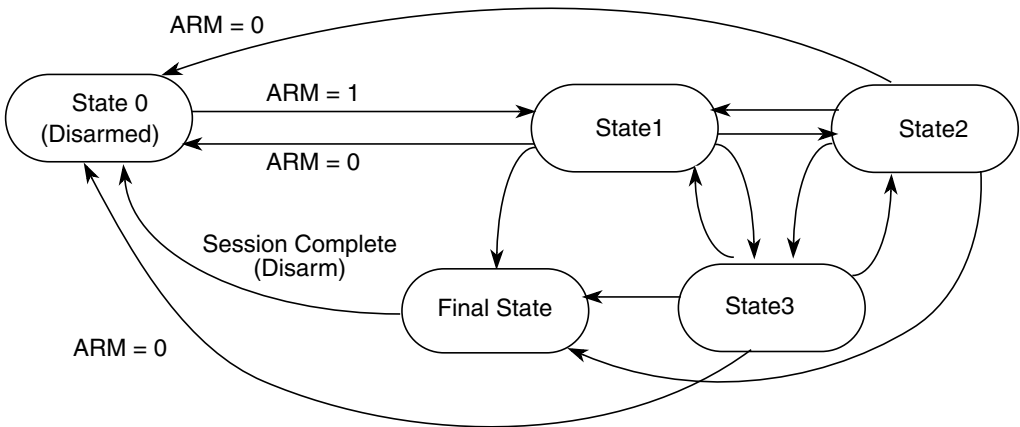 ARM = 0
State 0
(Disarmed)
ARM = 1
State1
State2
ARM = 0
Session Complete
(Disarm)
Final State
State3
ARM = 0